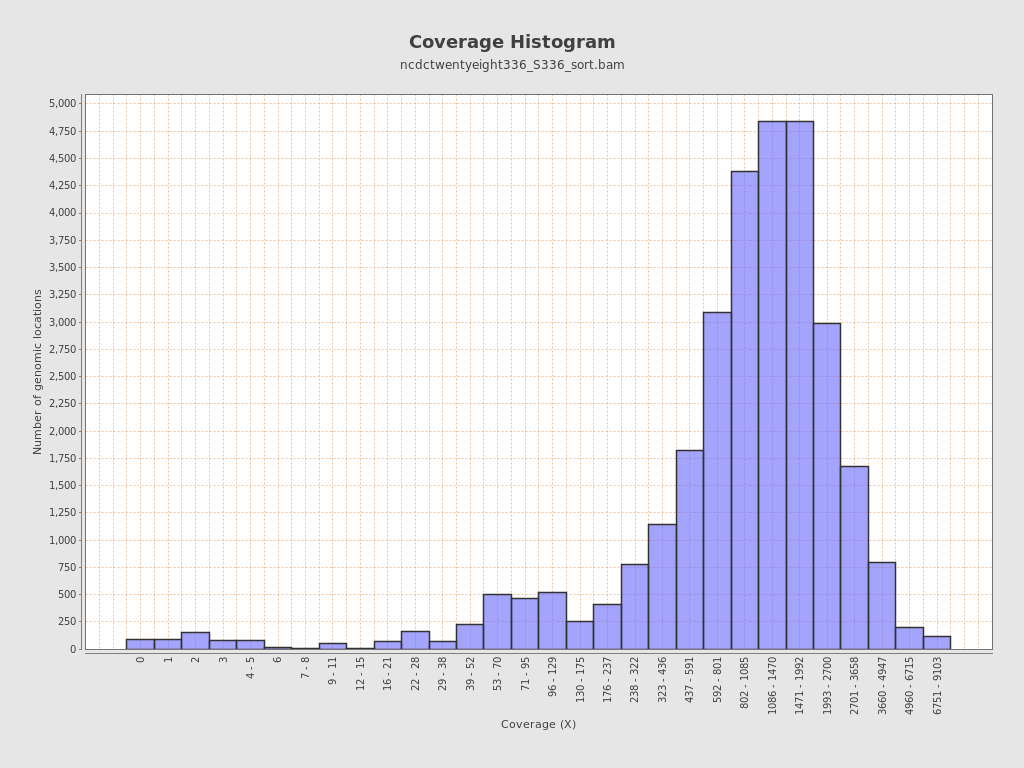 Coverage Histogram
ncdctwentyeight336_S336_sort.bam
Number of genomic locations
5,000
4,750
4,500
4,250
4,000
3,750
3,500
3,250
3,000
2,750
2,500
2,250
2,000
1,750
1,500
1,250
1,000
750
500
250
0
0
1
2
3
4 - 5
6
7 - 8
9 - 11
12 - 15
16 - 21
22 - 28
29 - 38
39 - 52
53 - 70
71 - 95
96 - 129
130 - 175
176 - 237
238 - 322
323 - 436
437 - 591
592 - 801
802 - 1085
1086 - 1470
1471 - 1992
1993 - 2700
2701 - 3658
3660 - 4947
4960 - 6715
6751 - 9103
Coverage (X)